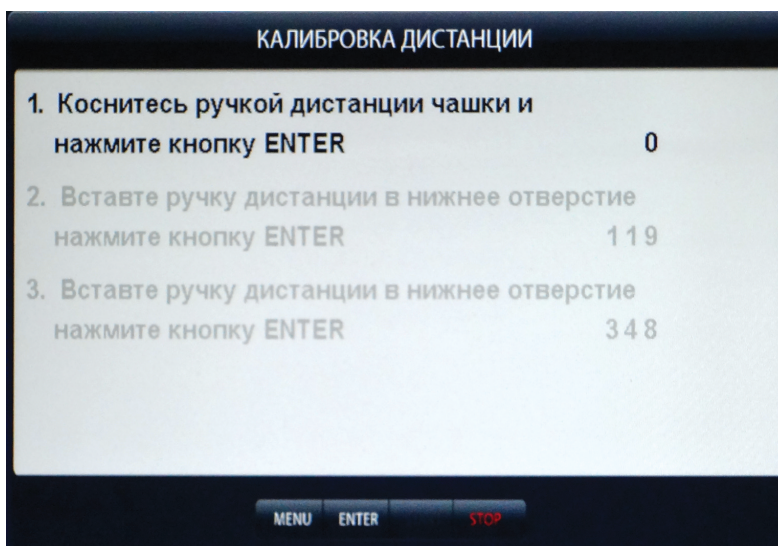 КАЛИБРОВКА ДИСТАНЦИИ
1. Коснитесь ручкой дистанции чашки и
нажмите кнопку ENTER 0
2. Вставте ручку дистанции в нижнее отверстие
нажмите кнопку ENTER 119
3. Вставте ручку дистанции в нижнее отверстие
нажмите кнопку ENTER 348
MENU ENTER STOP